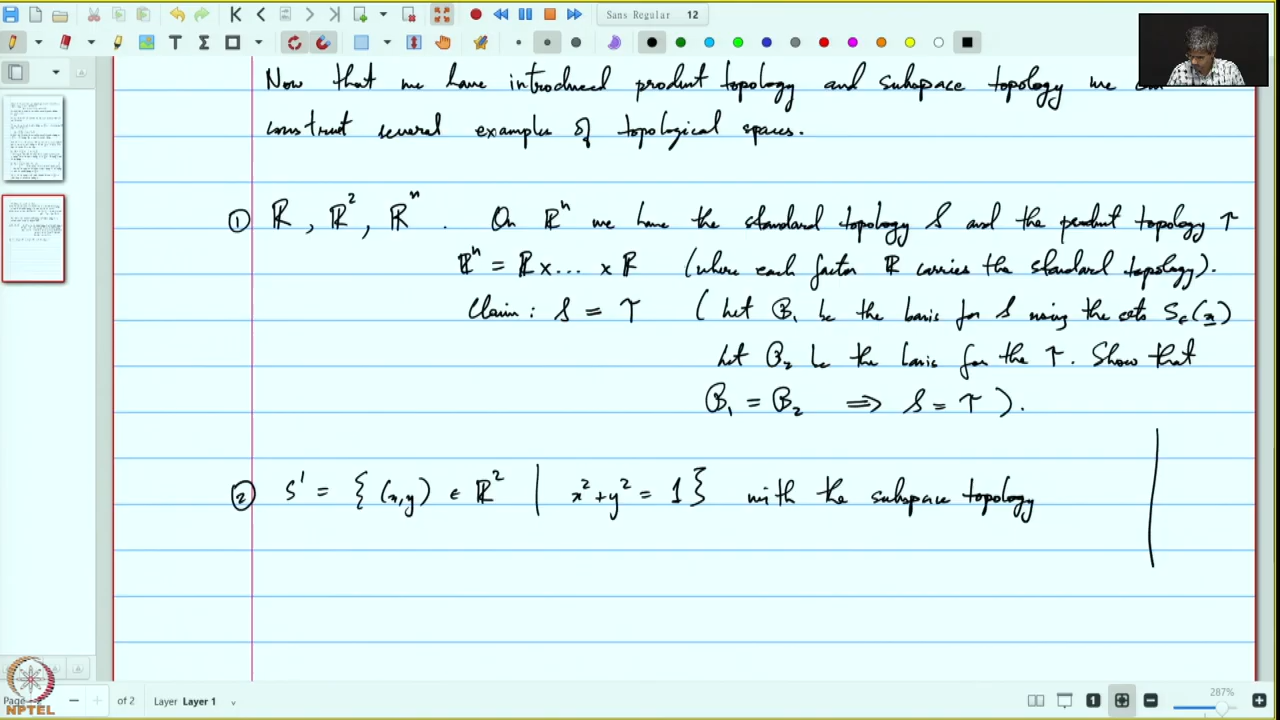 Sans Regular 12
Now that we have introduced product topology and subspace topology we can
construct several examples of topological spaces.
① ℝ, ℝ², ℝⁿ. On ℝⁿ we have the standard topology S and the product topology τ
ℝⁿ = ℝ × ... × ℝ (where each factor ℝ carries the standard topology).
Claim: S = τ (Let B₁ be the basis for S using the sets Sε(x)
Let B₂ be the basis for the τ. Show that
B₁ = B₂ ⟹ S = τ ).
② S¹ = { (x,y) ∈ ℝ² | x²+y² = 1 } with the subspace topology
NPTEL
Page
of 2
Layer Layer 1
287%